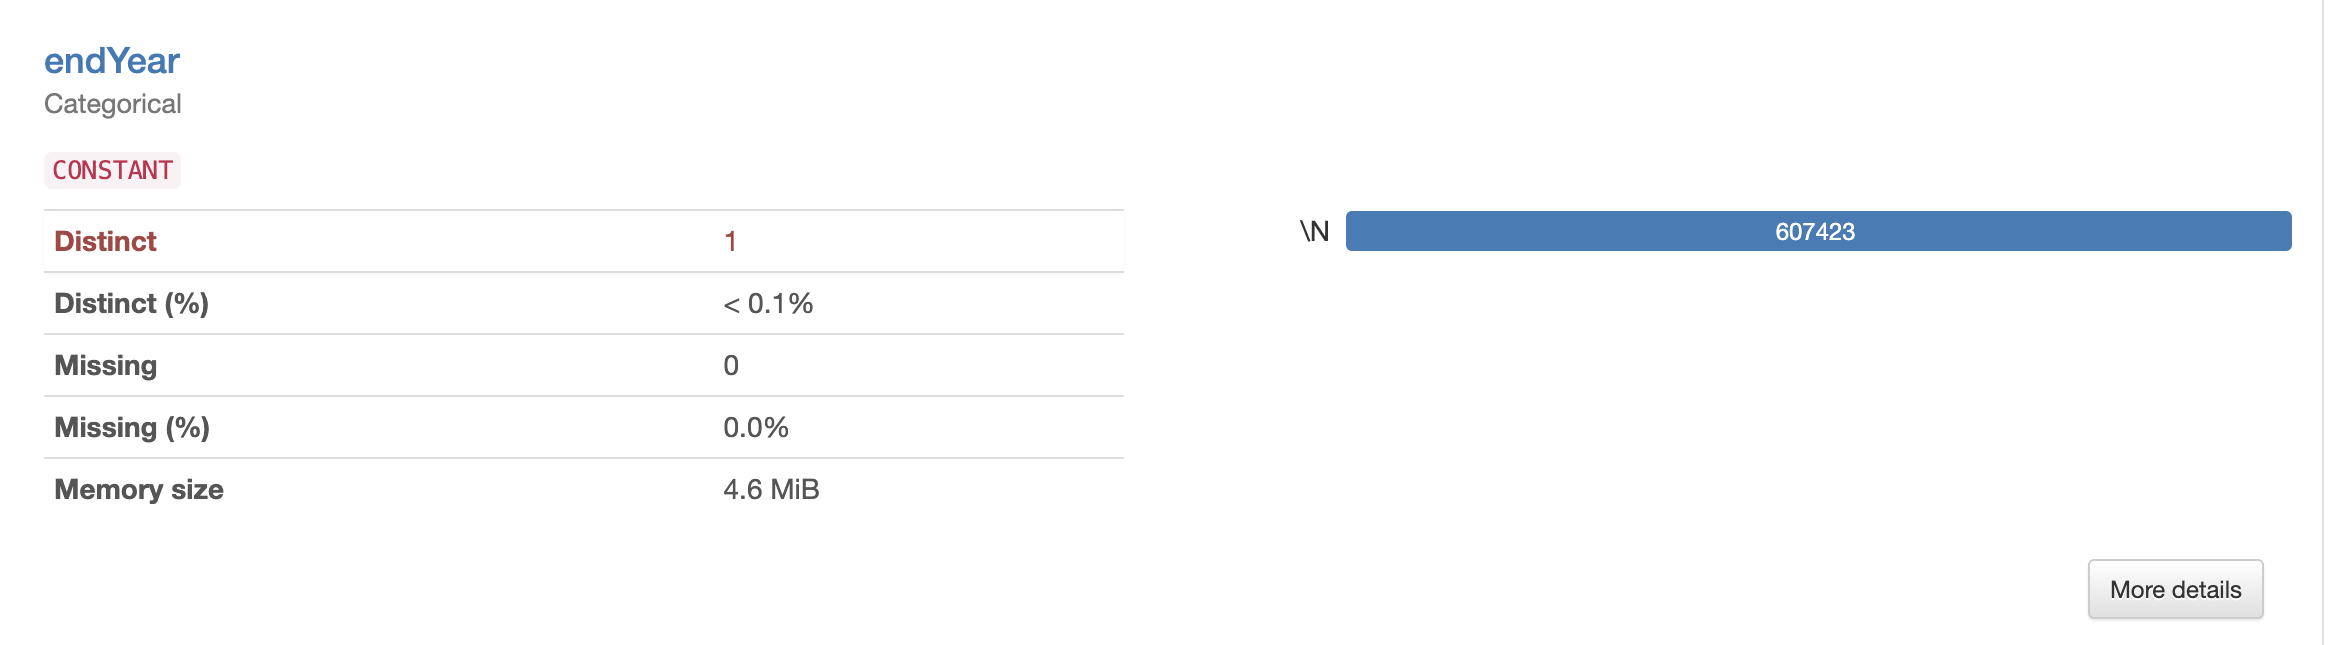 endYear
Categorical
CONSTANT
Distinct 1
Distinct (%) < 0.1%
Missing 0
Missing (%) 0.0%
Memory size 4.6 MiB
\N 607423
More details